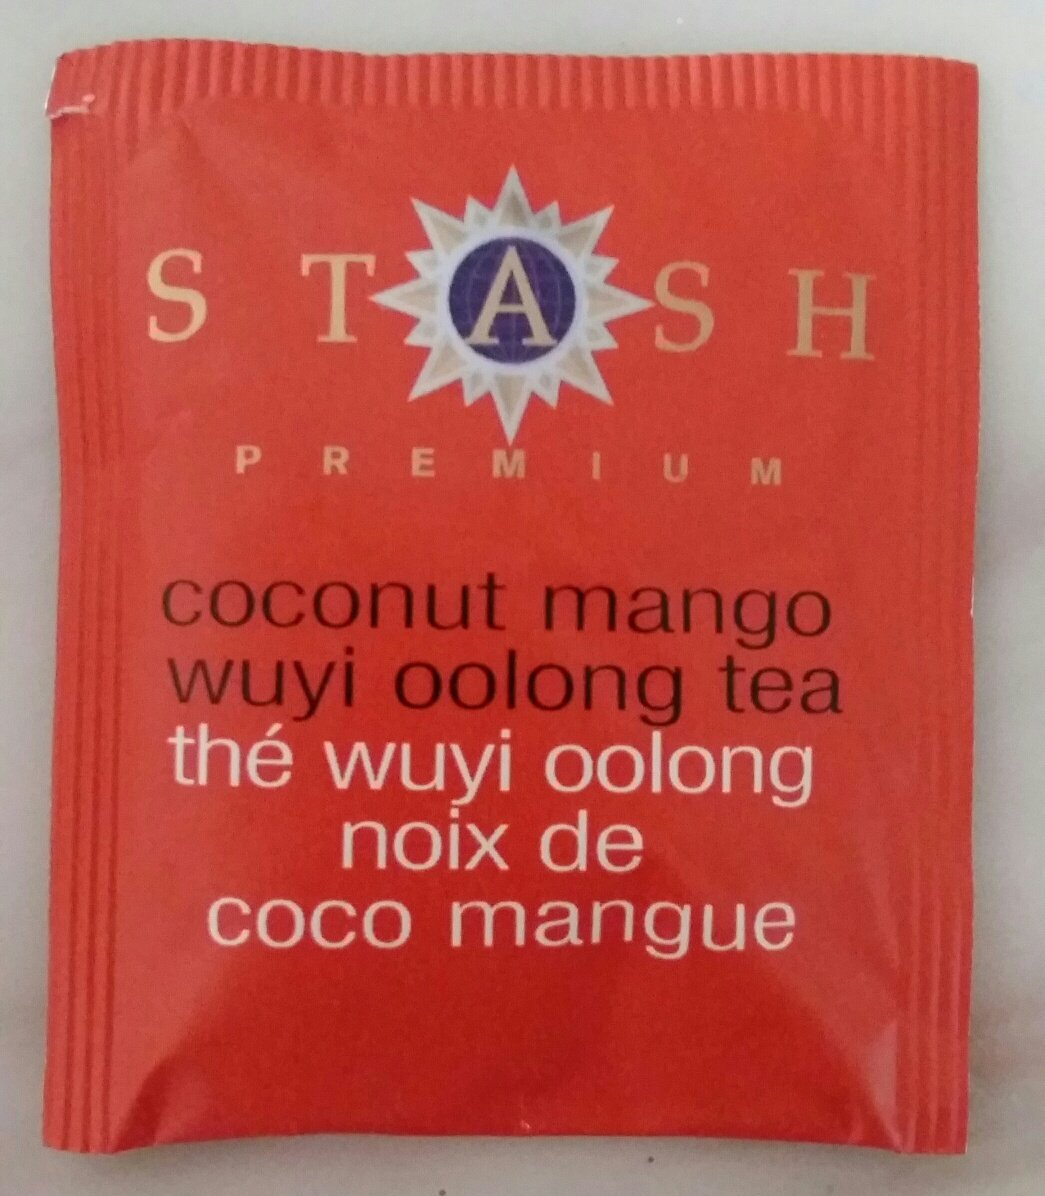 STASH
PREMIUM
coconut mango
wuyi oolong tea
thé wuyi oolong
noix de
coco mangue